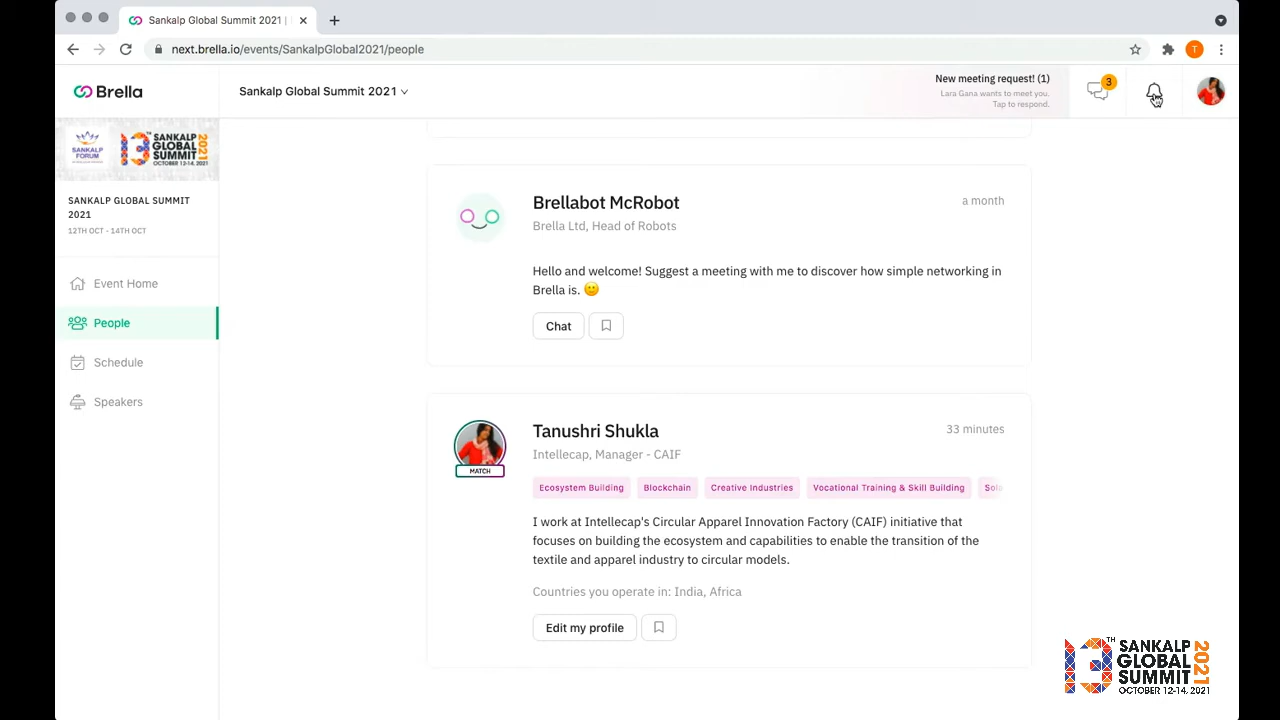 Sankalp Global Summit 2021 |
next.brella.io/events/SankalpGlobal2021/people
T
Brella
Sankalp Global Summit 2021
New meeting request! (1)
Lara Gana wants to meet you.
Tap to respond.
3
SANKALP
FORUM
13TH SANKALP
GLOBAL
SUMMIT
2021
OCTOBER 12-14, 2021
SANKALP GLOBAL SUMMIT
2021
12TH OCT - 14TH OCT
Event Home
People
Schedule
Speakers
Brellabot McRobot
a month
Brella Ltd, Head of Robots
Hello and welcome! Suggest a meeting with me to discover how simple networking in
Brella is. 😊
Chat
Tanushri Shukla
33 minutes
Intellecap, Manager - CAIF
MATCH
Ecosystem Building
Blockchain
Creative Industries
Vocational Training & Skill Building
Sola
I work at Intellecap's Circular Apparel Innovation Factory (CAIF) initiative that
focuses on building the ecosystem and capabilities to enable the transition of the
textile and apparel industry to circular models.
Countries you operate in: India, Africa
Edit my profile
13TH SANKALP
GLOBAL
SUMMIT
2021
OCTOBER 12-14, 2021